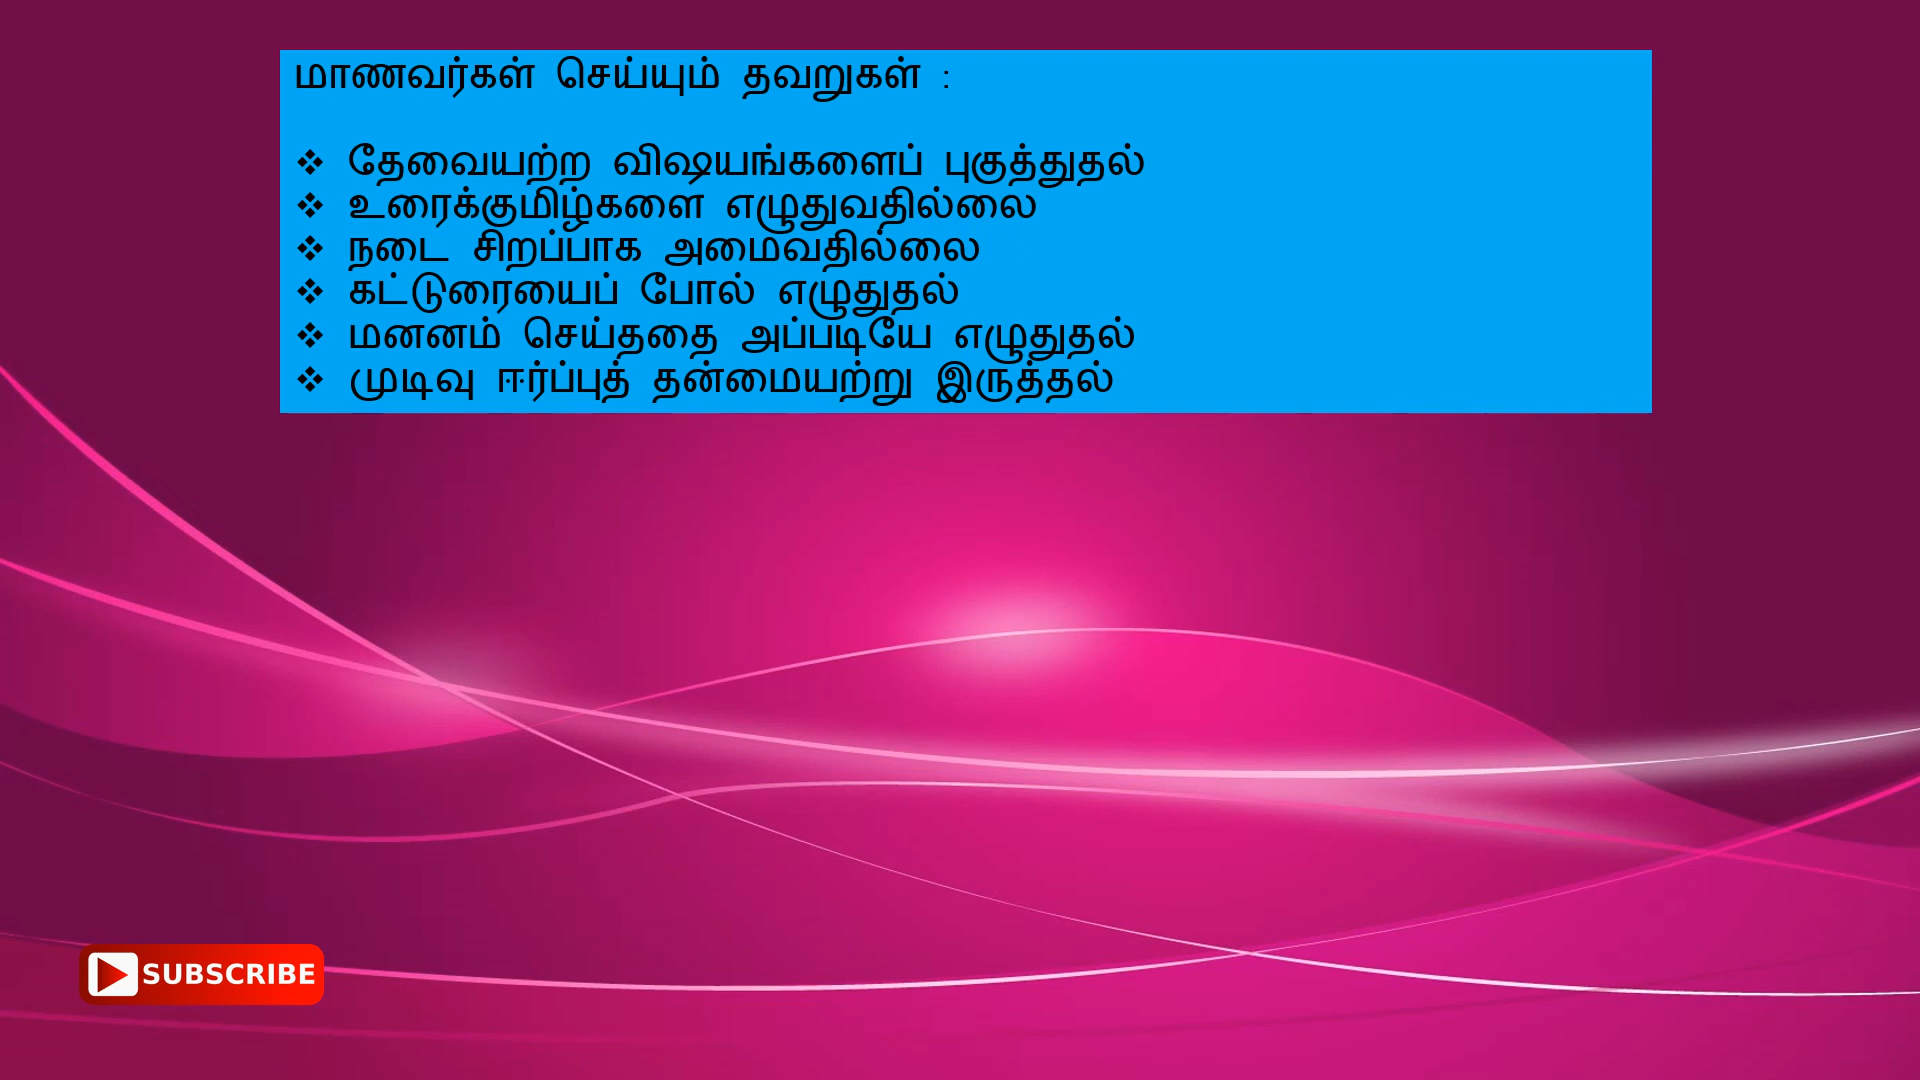 மாணவர்கள் செய்யும் தவறுகள் :
❖ தேவையற்ற விஷயங்களைப் புகுத்துதல்
❖ உரைக்குமிழ்களை எழுதுவதில்லை
❖ நடை சிறப்பாக அமைவதில்லை
❖ கட்டுரையைப் போல் எழுதுதல்
❖ மனனம் செய்ததை அப்படியே எழுதுதல்
❖ முடிவு ஈர்ப்புத் தன்மையற்று இருத்தல்
SUBSCRIBE